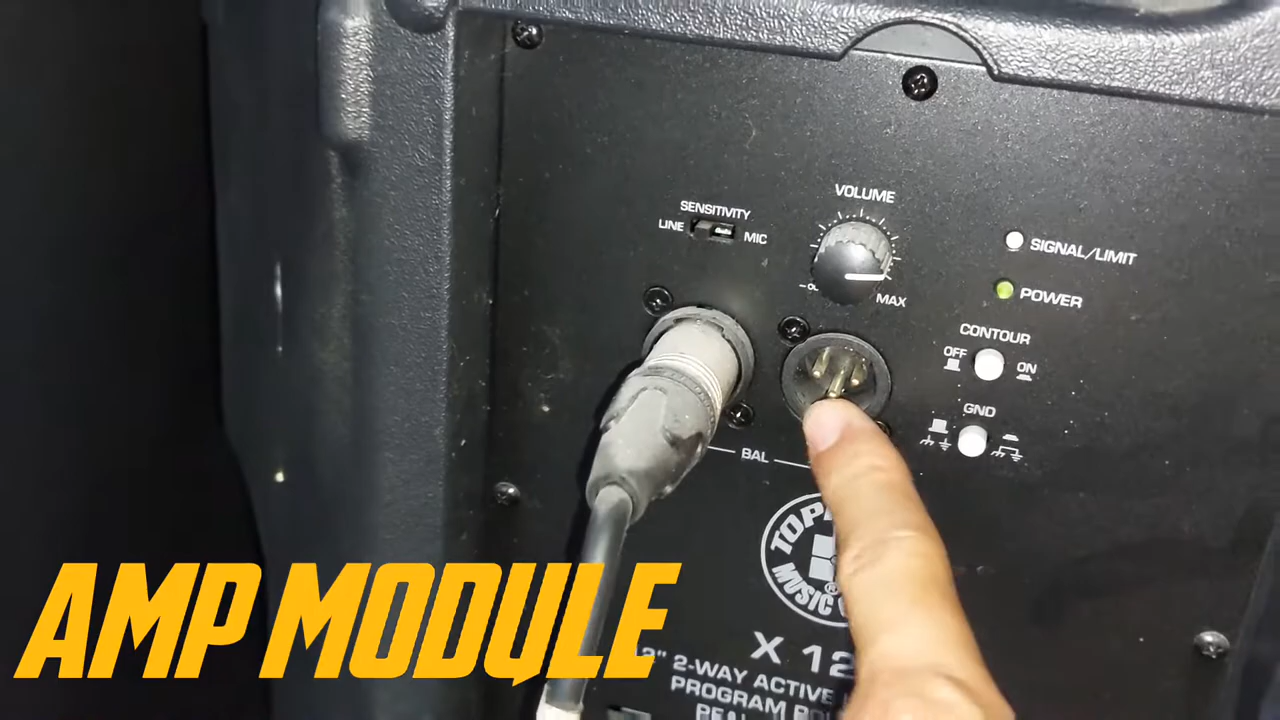 VOLUME
SENSITIVITY
LINE
MIC
-∞
MAX
SIGNAL/LIMIT
POWER
CONTOUR
OFF
ON
GND
BAL
MUSIC
X 12
2-WAY ACTIVE
PROGRAM
AMP MODULE